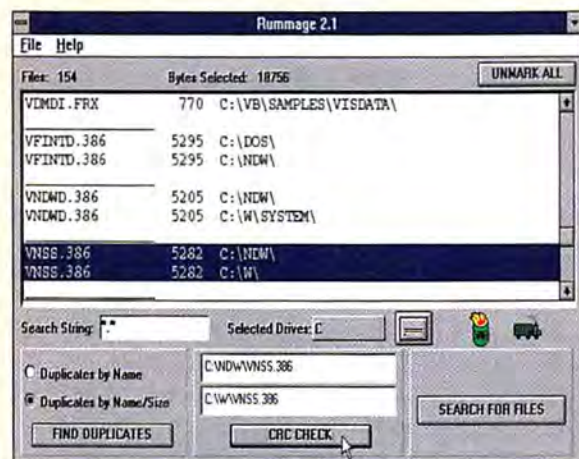 Rummage 2.1
File Help
Files: 154 Bytes Selected: 18756 UNMARK ALL
VDMDI.FRX 770 C:\VB\SAMPLES\VISDATA\
VFINTD.386 5295 C:\DOS\
VFINTD.386 5295 C:\NDW\
VNDWD.386 5205 C:\NDW\
VNDWD.386 5205 C:\W\SYSTEM\
VNSS.386 5282 C:\NDW\
VNSS.386 5282 C:\W\
Search String: *.* Selected Drives: C
Duplicates by Name
Duplicates by Name/Size
FIND DUPLICATES
C:\NDW\VNSS.386
C:\W\VNSS.386
CRC CHECK
SEARCH FOR FILES